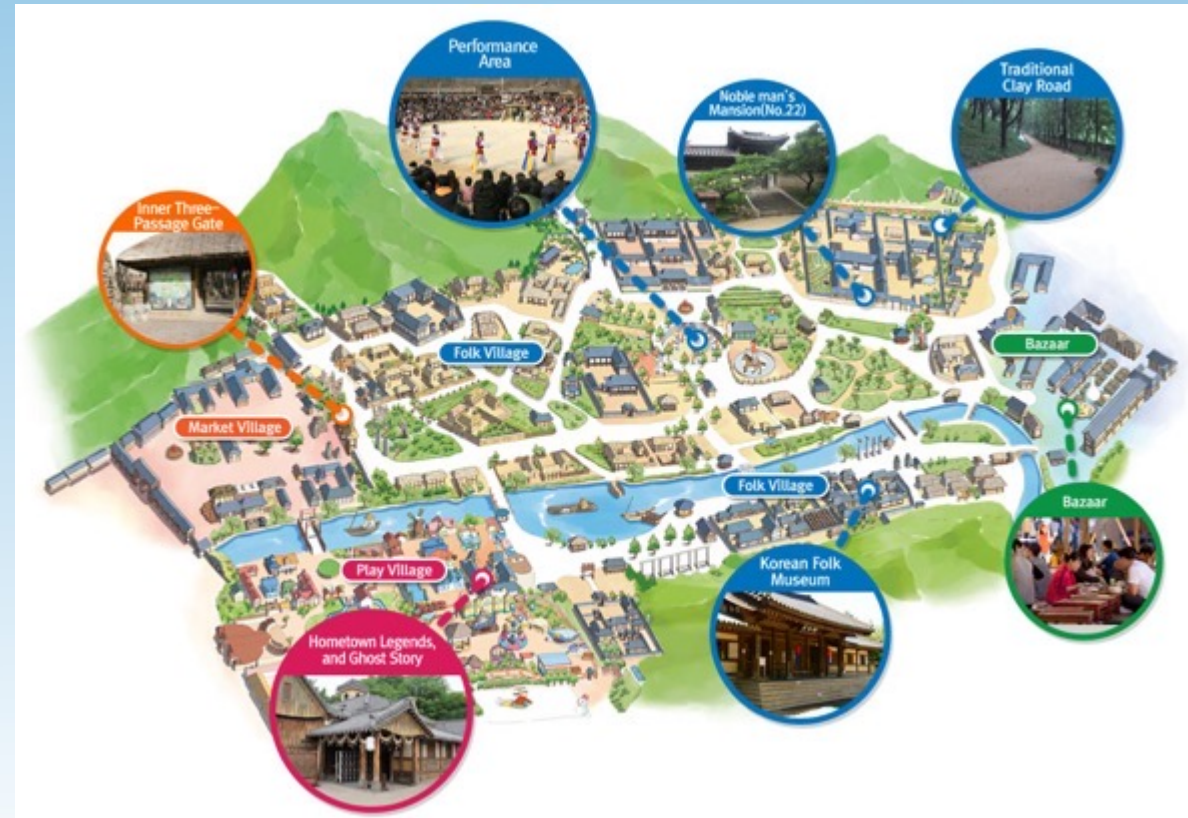 Performance
Area
Noble man's
Mansion(No.22)
Traditional
Clay Road
Inner Three-
Passage Gate
Folk Village
Bazaar
Market Village
Folk Village
Bazaar
Play Village
Korean Folk
Museum
Hometown Legends,
and Ghost Story